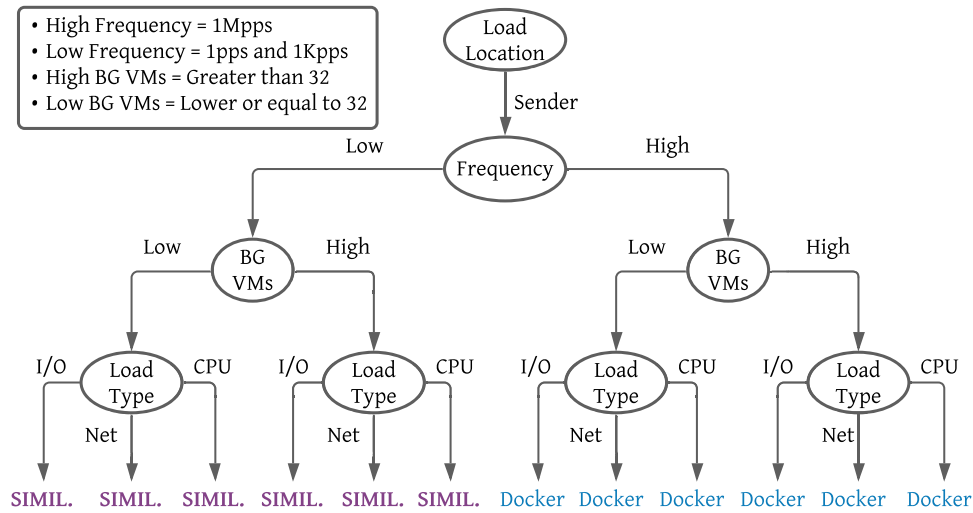 • High Frequency = 1Mpps
• Low Frequency = 1pps and 1Kpps
• High BG VMs = Greater than 32
• Low BG VMs = Lower or equal to 32
Load
Location
Sender
Low
High
Frequency
Low
BG
VMs
High
Low
BG
VMs
High
I/O
Load
Type
CPU
I/O
Load
Type
CPU
I/O
Load
Type
CPU
I/O
Load
Type
CPU
Net
Net
Net
Net
SIMIL.
SIMIL.
SIMIL.
SIMIL.
SIMIL.
SIMIL.
Docker
Docker
Docker
Docker
Docker
Docker